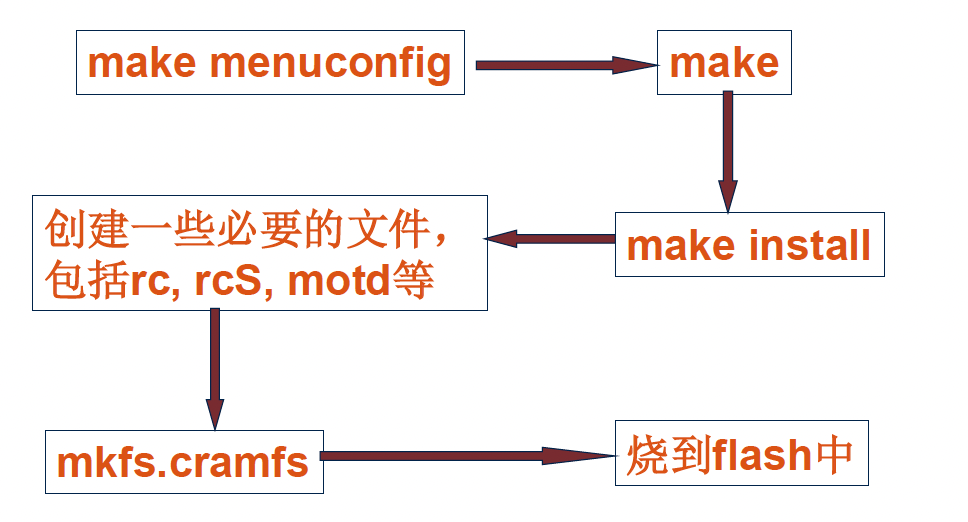 make menuconfig
make
make install
创建一些必要的文件，
包括rc, rcS, motd等
mkfs.cramfs
烧到flash中